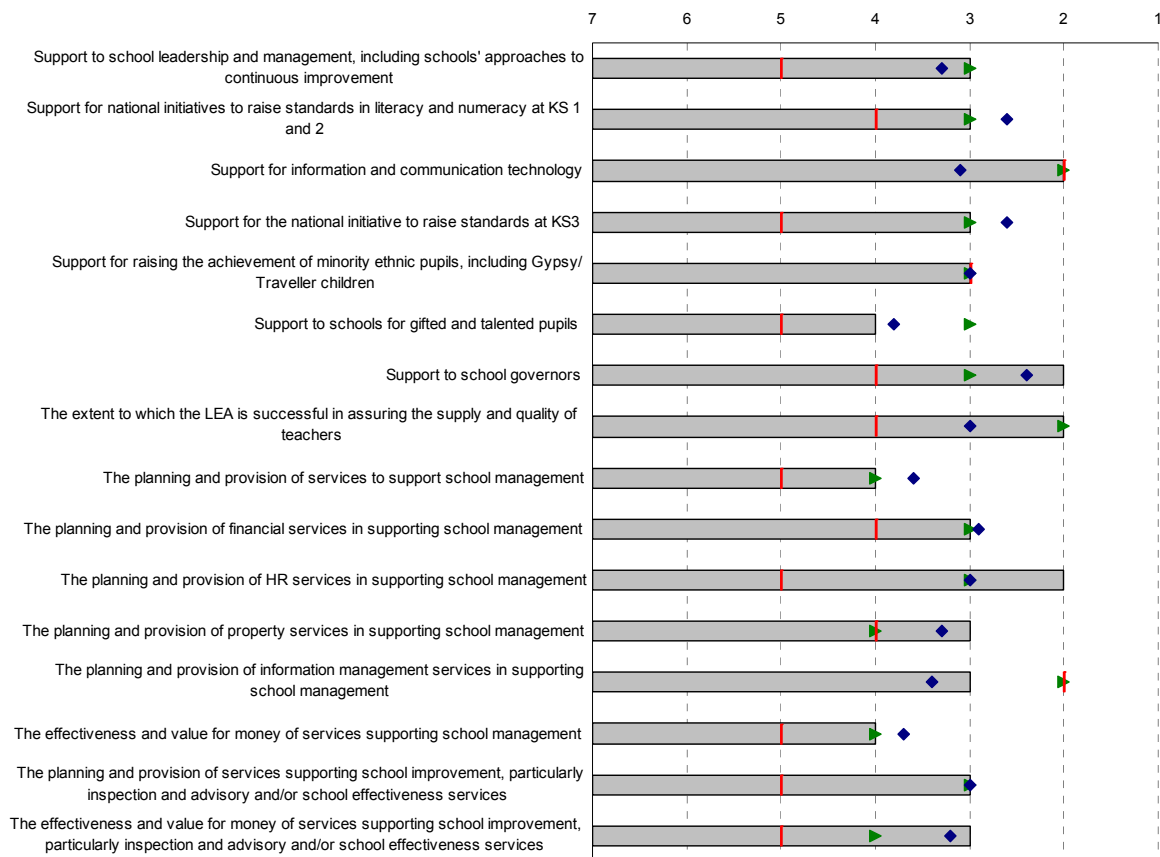 7 6 5 4 3 2 1
Support to school leadership and management, including schools' approaches to
continuous improvement
Support for national initiatives to raise standards in literacy and numeracy at KS 1
and 2
Support for information and communication technology
Support for the national initiative to raise standards at KS3
Support for raising the achievement of minority ethnic pupils, including Gypsy/
Traveller children
Support to schools for gifted and talented pupils
Support to school governors
The extent to which the LEA is successful in assuring the supply and quality of
teachers
The planning and provision of services to support school management
The planning and provision of financial services in supporting school management
The planning and provision of HR services in supporting school management
The planning and provision of property services in supporting school management
The planning and provision of information management services in supporting
school management
The effectiveness and value for money of services supporting school management
The planning and provision of services supporting school improvement, particularly
inspection and advisory and/or school effectiveness services
The effectiveness and value for money of services supporting school improvement,
particularly inspection and advisory and/or school effectiveness services